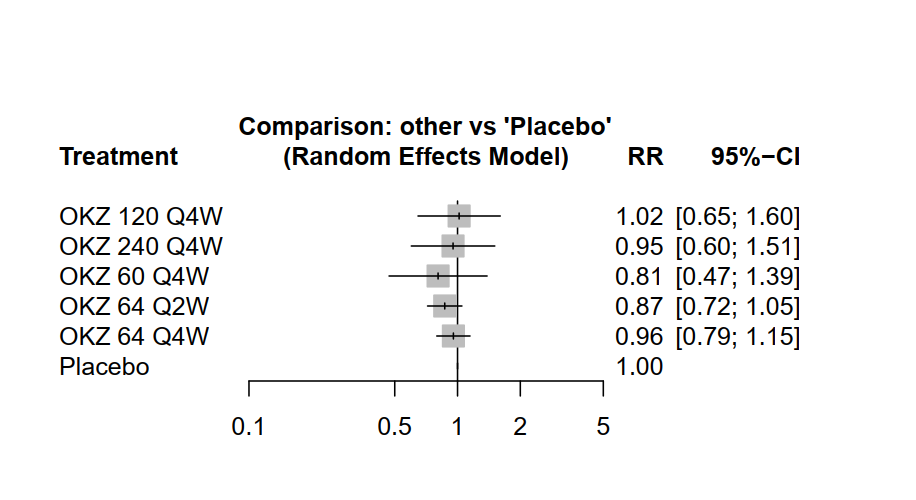 Comparison: other vs 'Placebo'
Treatment (Random Effects Model) RR 95%−CI
OKZ 120 Q4W 1.02 [0.65; 1.60]
OKZ 240 Q4W 0.95 [0.60; 1.51]
OKZ 60 Q4W 0.81 [0.47; 1.39]
OKZ 64 Q2W 0.87 [0.72; 1.05]
OKZ 64 Q4W 0.96 [0.79; 1.15]
Placebo 1.00
0.1 0.5 1 2 5